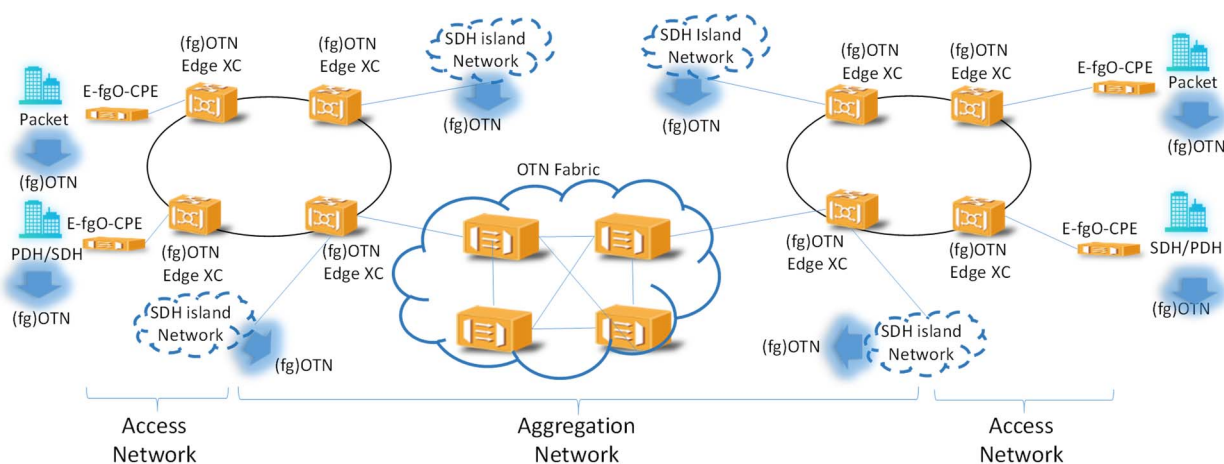 (fg)OTN
Edge XC
(fg)OTN
Edge XC
SDH island
Network
(fg)OTN
SDH Island
Network
(fg)OTN
(fg)OTN
Edge XC
(fg)OTN
Edge XC
E-fgO-CPE
Packet
(fg)OTN
E-fgO-CPE
Packet
(fg)OTN
E-fgO-CPE
PDH/SDH
(fg)OTN
(fg)OTN
Edge XC
(fg)OTN
Edge XC
OTN Fabric
(fg)OTN
Edge XC
(fg)OTN
Edge XC
E-fgO-CPE
SDH/PDH
(fg)OTN
SDH island
Network
(fg)OTN
(fg)OTN
SDH island
Network
Access
Network
Aggregation
Network
Access
Network